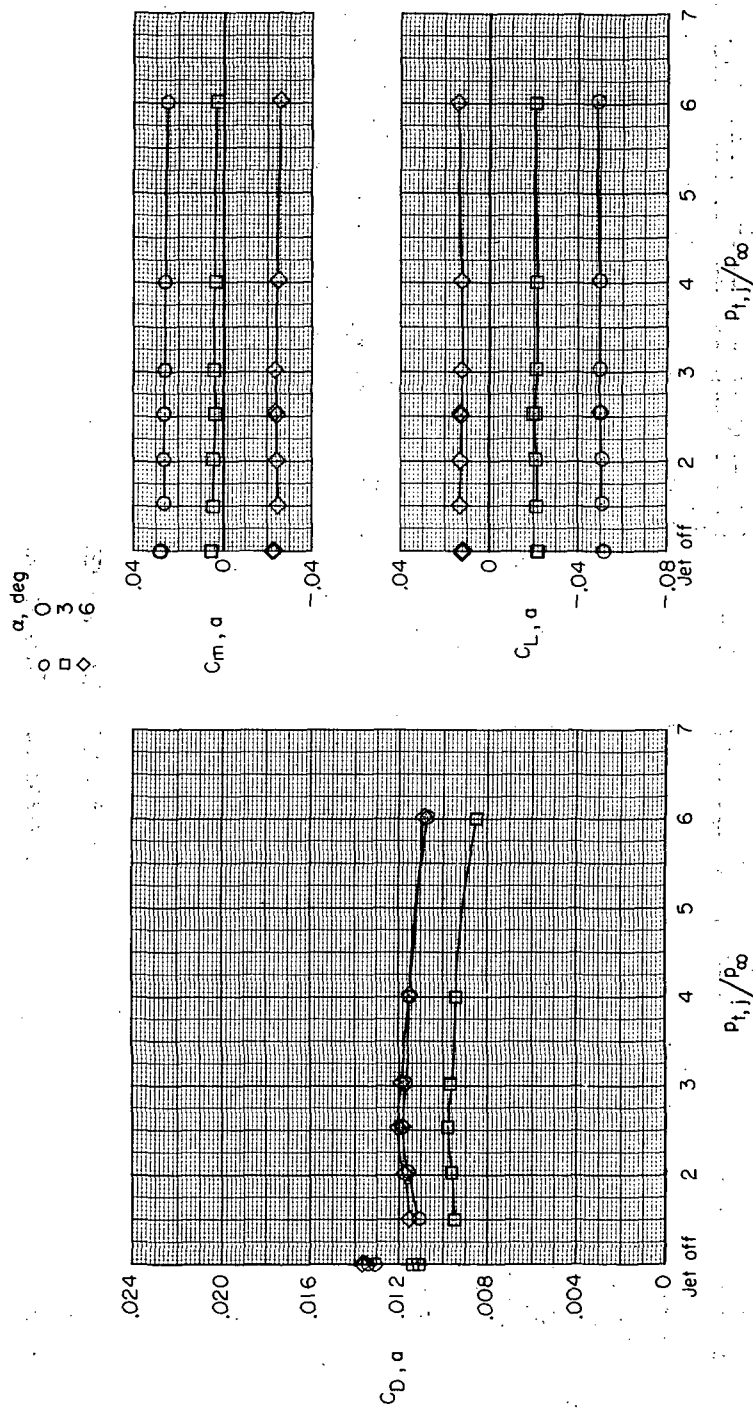 α, deg
○ 0
□ 3
◇ 6
.04
0
-.04
C_m, a
.04
0
-.04
-.08
C_L, a
Jet off 2 3 4 5 6 7
p_t,j/p_∞
.024
.020
.016
.012
.008
.004
0
C_D, a
Jet off 2 3 4 5 6 7
p_t,j/p_∞